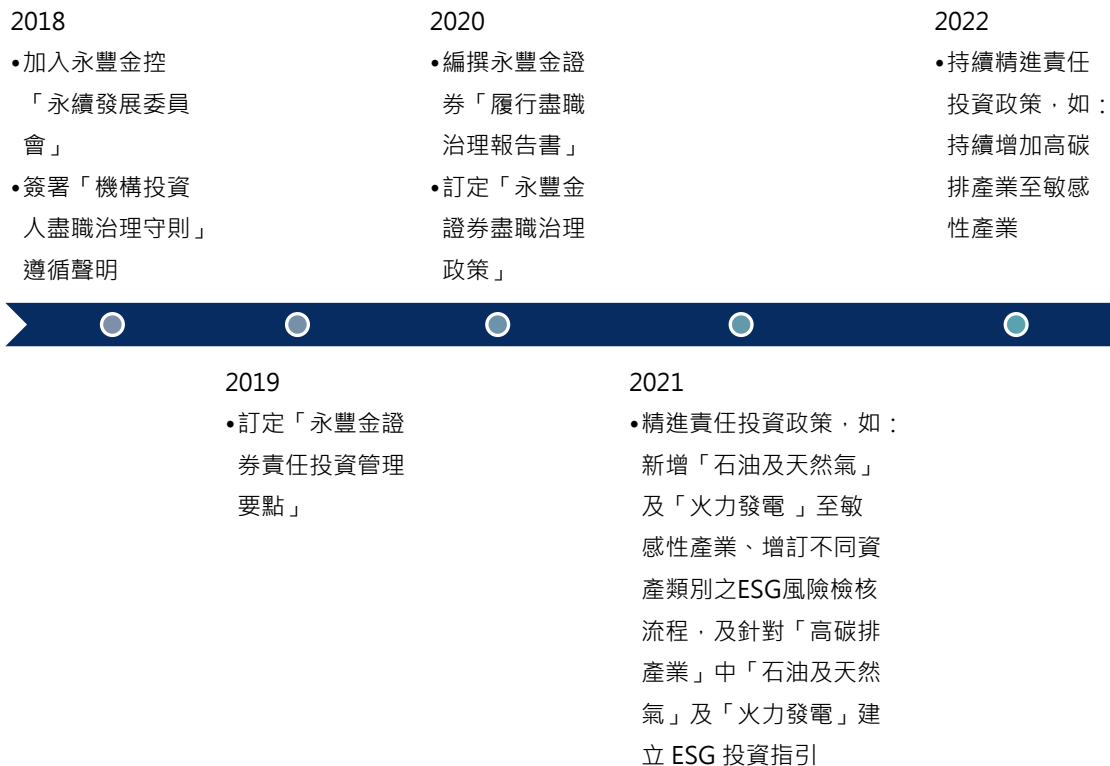 2018
•加入永豐金控
「永續發展委員
會」
•簽署「機構投資
人盡職治理守則」
遵循聲明
2020
•編撰永豐金證
券「履行盡職
治理報告書」
•訂定「永豐金
證券盡職治理
政策」
2022
•持續精進責任
投資政策，如：
持續增加高碳
排產業至敏感
性產業
2019
•訂定「永豐金證
券責任投資管理
要點」
2021
•精進責任投資政策，如：
新增「石油及天然氣」
及「火力發電 」至敏
感性產業、增訂不同資
產類別之ESG風險檢核
流程，及針對「高碳排
產業」中「石油及天然
氣」及「火力發電」建
立 ESG 投資指引